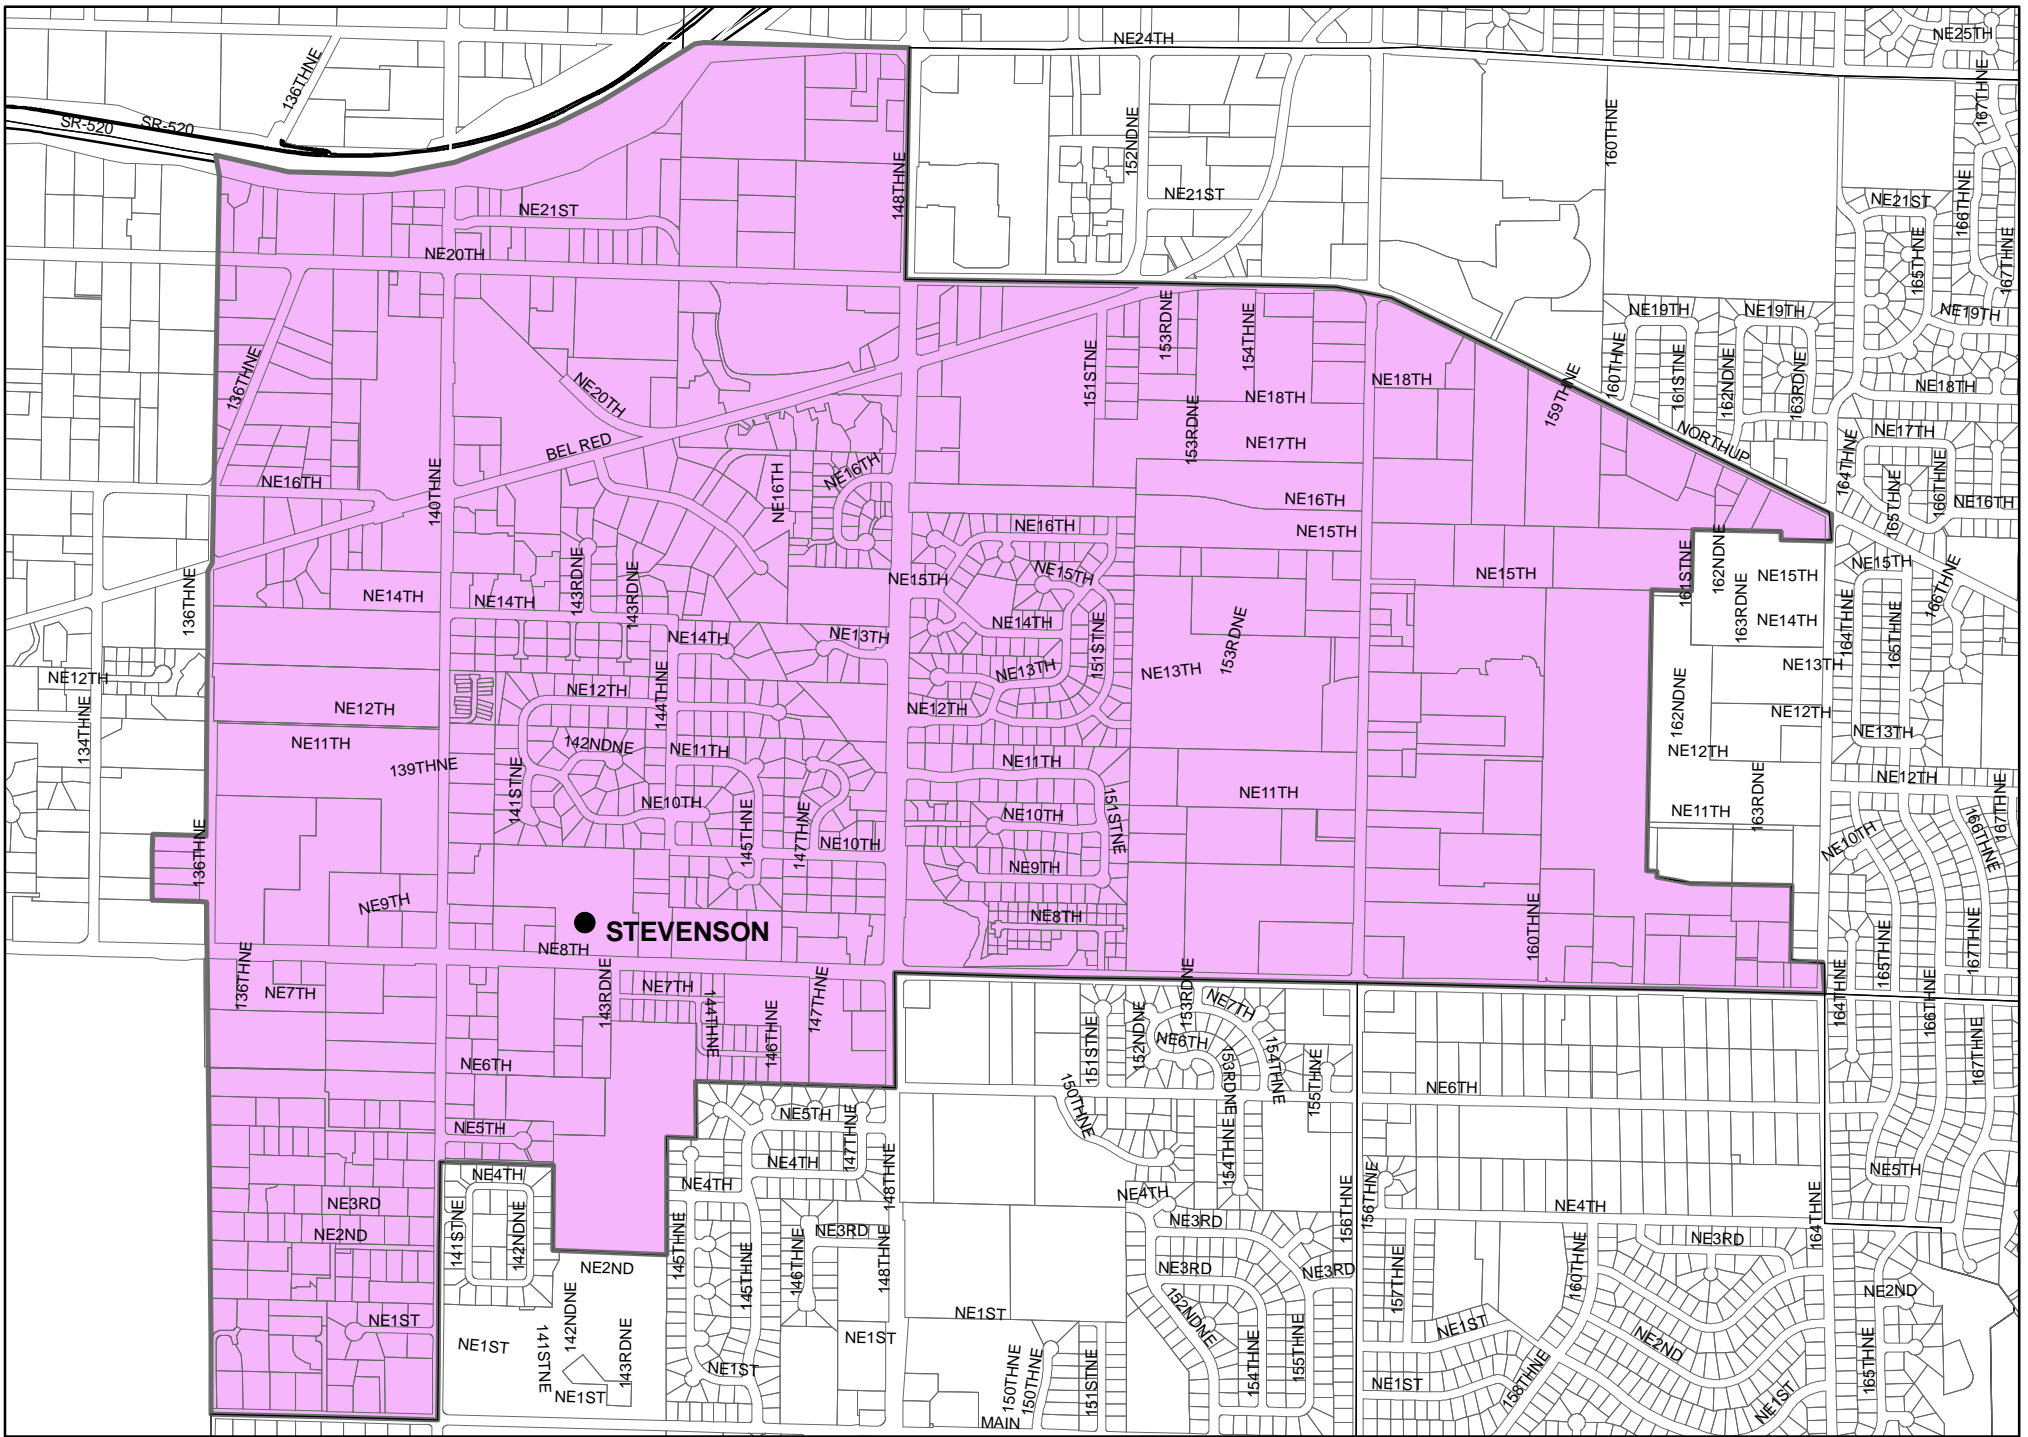 NE24TH
NE25TH
136THNE
SR-520
SR-520
167THNE
160THNE
152NDNE
148THNE
NE21ST
NE21ST
NE21ST
166THNE
165THNE
167THNE
NE20TH
NE19TH
NE19TH
NE19TH
153RDNE
154THNE
151STNE
136THNE
NE20TH
NE18TH
NE18TH
NE18TH
160THNE
161STNE
162NDNE
163RDNE
159THNE
BEL RED
153RDNE
NE17TH
NE17TH
NORTHUP
164THNE
NE16TH
140THNE
NE16TH
NE16TH
NE16TH
165THNE
166THNE
NE16TH
NE16TH
NE15TH
143RDNE
143RDNE
NE15TH
NE15TH
NE15TH
161STNE
162NDNE
NE15TH
NE15TH
166THNE
136THNE
NE14TH
NE14TH
163RDNE
NE14TH
164THNE
165THNE
NE14TH
NE13TH
NE14TH
151STNE
153RDNE
NE12TH
NE13TH
NE13TH
NE13TH
NE12TH
144THNE
NE12TH
NE12TH
162NDNE
NE12TH
134THNE
NE11TH
142NDNE
NE11TH
NE12TH
NE13TH
139THNE
141STNE
NE11TH
NE12TH
167THNE
NE10TH
145THNE
147THNE
NE10TH
NE10TH
151STNE
NE11TH
NE11TH
163RDNE
NE10TH
166THNE
136THNE
NE9TH
NE9TH
STEVENSON
NE8TH
NE8TH
160THNE
165THNE
167THNE
136THNE
NE7TH
143RDNE
NE7TH
144THNE
146THNE
147THNE
153RDNE
NE7TH
164THNE
166THNE
151STNE
152NDNE
NE6TH
153RDNE
154THNE
155THNE
NE6TH
150THNE
NE6TH
167THNE
NE5TH
NE5TH
147THNE
154THNE
NE5TH
NE4TH
NE4TH
NE4TH
148THNE
NE4TH
156THNE
156THNE
NE4TH
164THNE
NE3RD
NE2ND
141STNE
142NDNE
145THNE
145THNE
146THNE
NE3RD
148THNE
NE3RD
NE3RD
NE3RD
NE3RD
157THNE
160THNE
NE2ND
NE2ND
NE1ST
NE1ST
141STNE
142NDNE
143RDNE
NE1ST
NE1ST
NE1ST
NE1ST
150THNE
150THNE
MAIN
151STNE
152NDNE
154THNE
155THNE
NE1ST
NE1ST
158THNE
NE2ND
NE1ST
165THNE